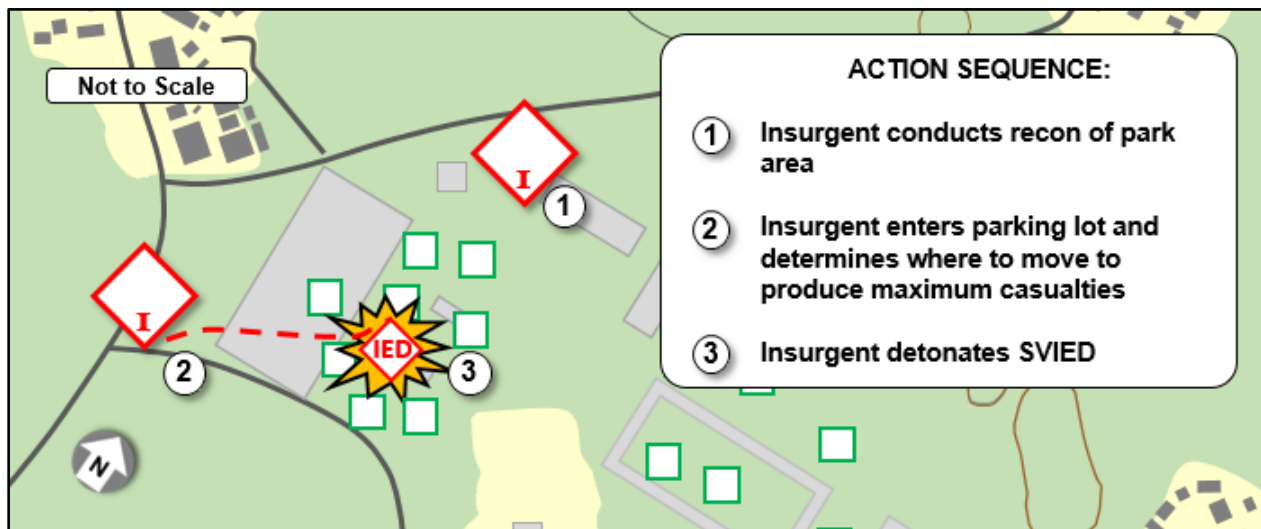 Not to Scale
ACTION SEQUENCE:
1 Insurgent conducts recon of park
area
2 Insurgent enters parking lot and
determines where to move to
produce maximum casualties
3 Insurgent detonates SVIED
I
1
I
2
IED
3
N